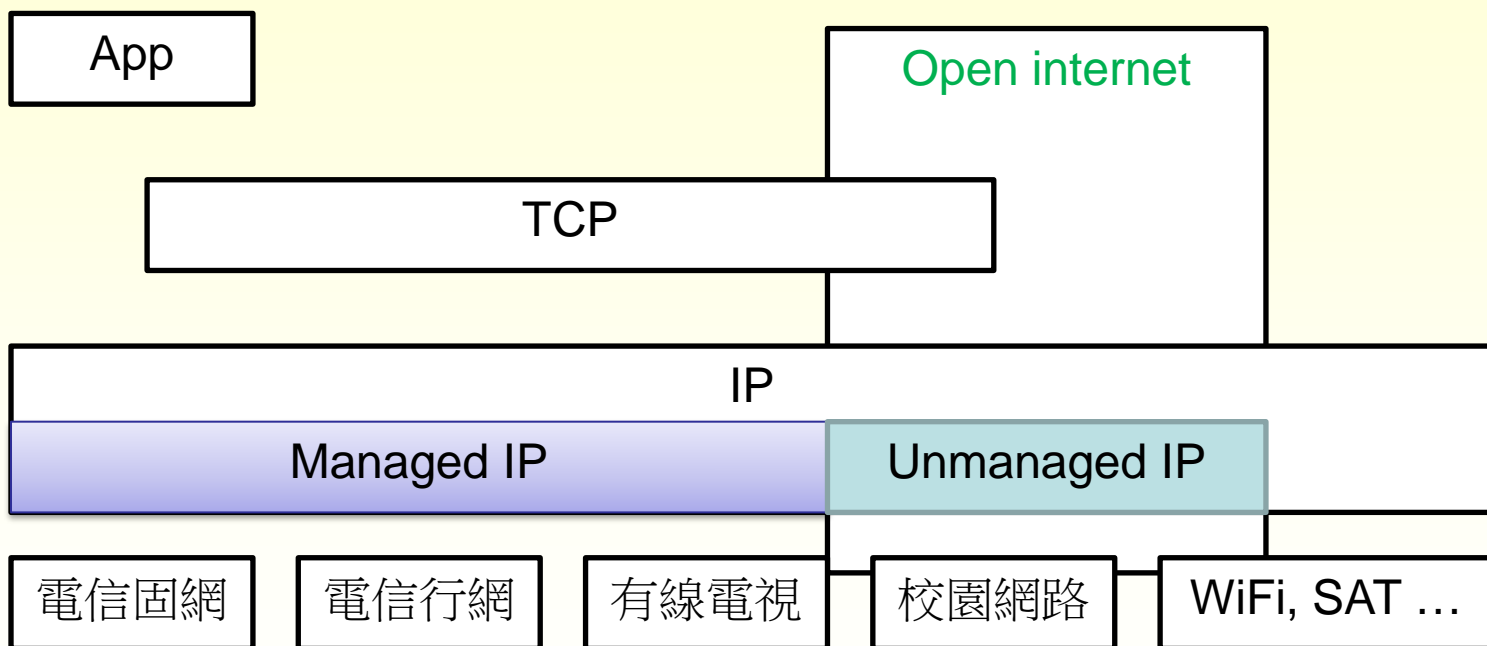 App
Open internet
TCP
IP
Managed IP
Unmanaged IP
電信固網
電信行網
有線電視
校園網路
WiFi, SAT …